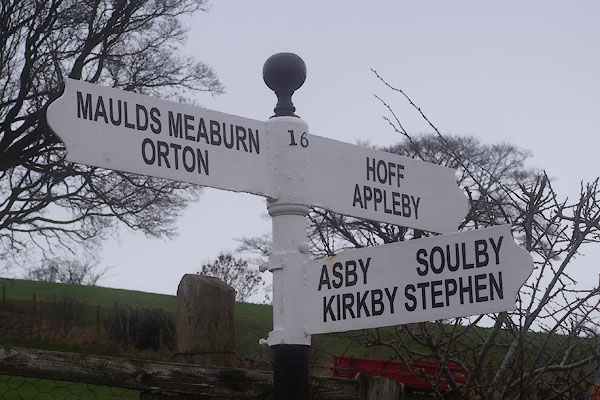 MAULDS MEABURN
ORTON
16
HOFF
APPLEBY
ASBY SOULBY
KIRKBY STEPHEN